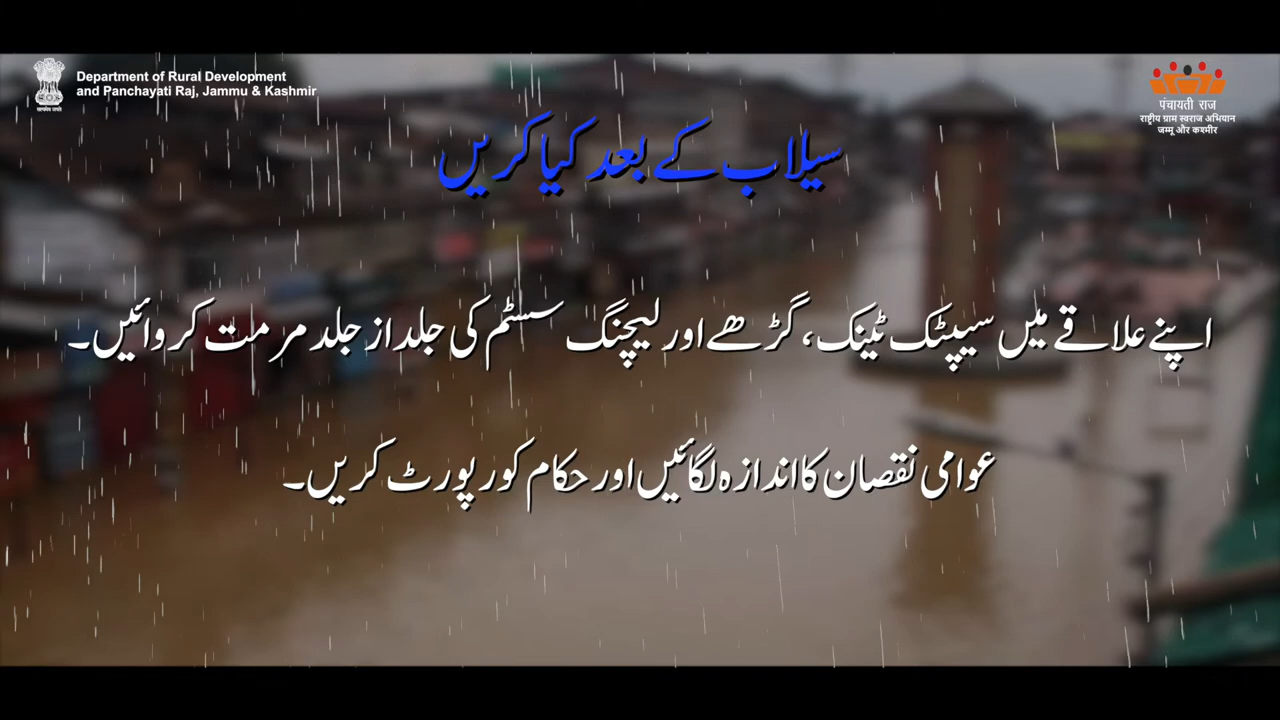 Department of Rural Development
and Panchayati Raj, Jammu & Kashmir
पंचायती राज
राष्ट्रीय ग्राम स्वराज अभियान
जम्मू और कश्मीर
سیلاب کے بعد کیا کریں
اپنے علاقے میں سیپٹک ٹینک، گڑھے اور لیچنگ سسٹم کی جلد از جلد مرمت کروائیں۔
عوامی نقصان کا اندازہ لگائیں اور حکام کو رپورٹ کریں۔